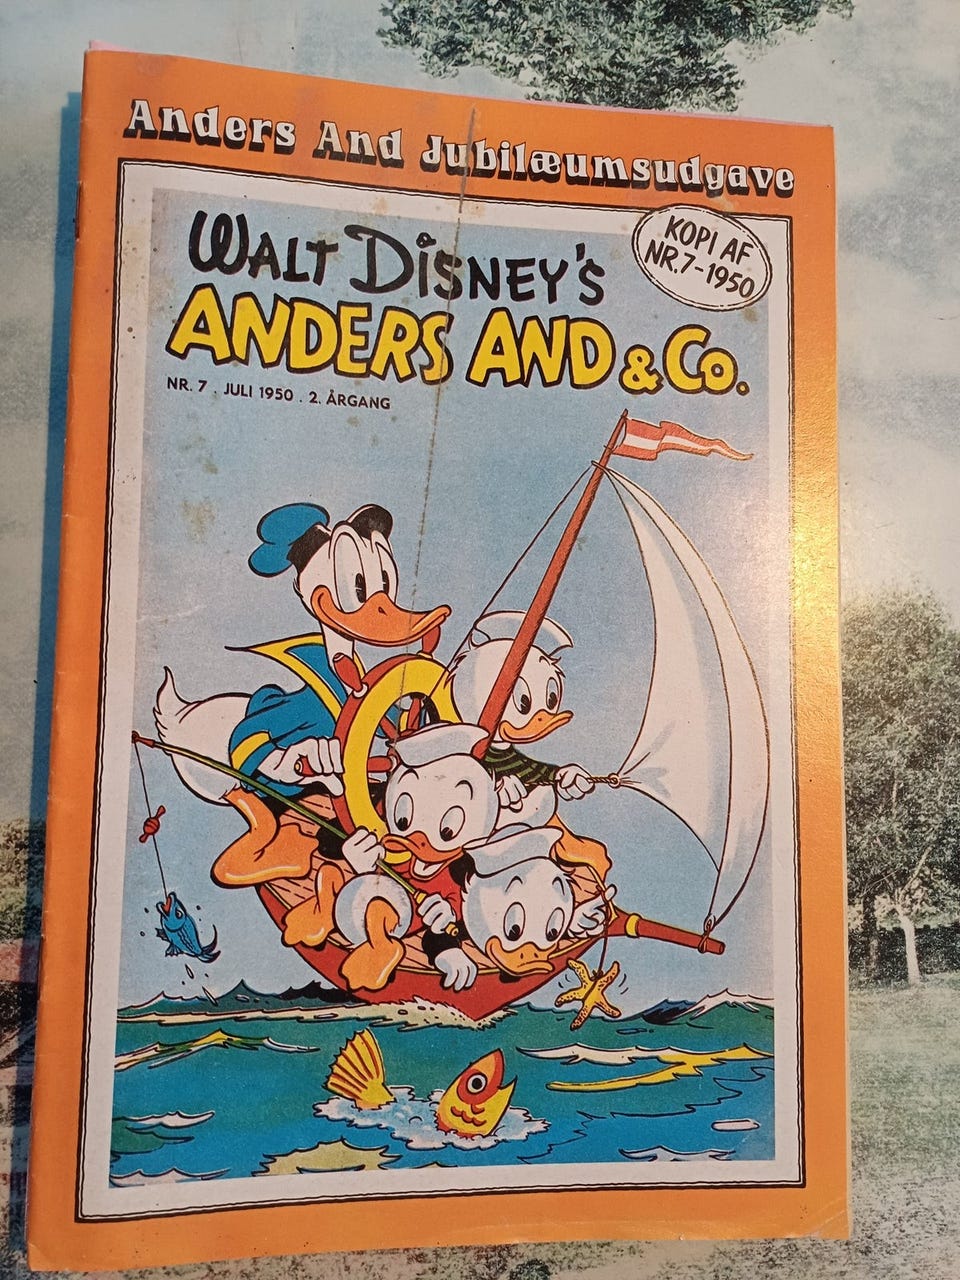 Anders And Jubilæumsudgave
KOPI AF
NR.7-1950
WALT DISNEY'S
ANDERS AND & Co.
NR. 7 . JULI 1950 . 2. ÅRGANG